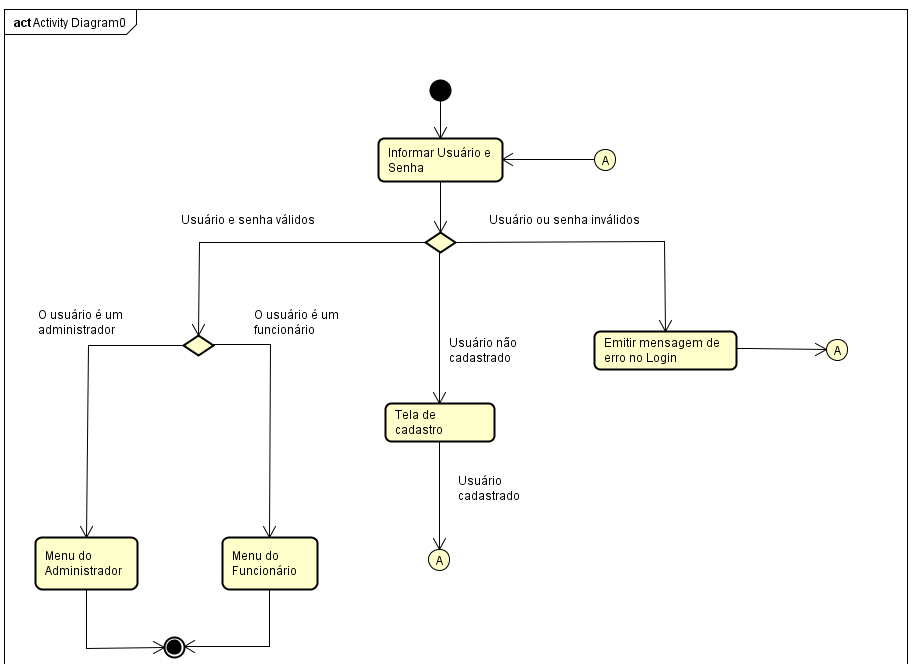 act Activity Diagram0
Informar Usuário e
Senha
A
Usuário e senha válidos
Usuário ou senha inválidos
O usuário é um
administrador
O usuário é um
funcionário
Usuário não
cadastrado
Emitir mensagem de
erro no Login
A
Tela de
cadastro
Usuário
cadastrado
A
Menu do
Administrador
Menu do
Funcionário